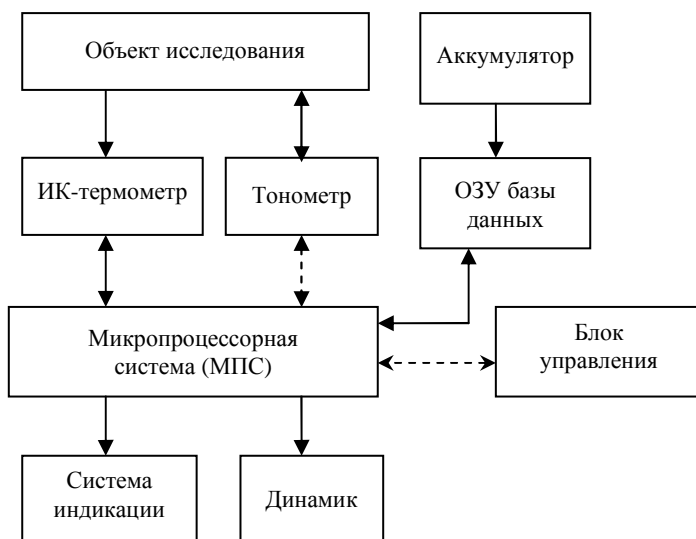 Объект исследования
Аккумулятор
ИК-термометр
Тонометр
ОЗУ базы
данных
Микропроцессорная
система (МПС)
Блок
управления
Система
индикации
Динамик